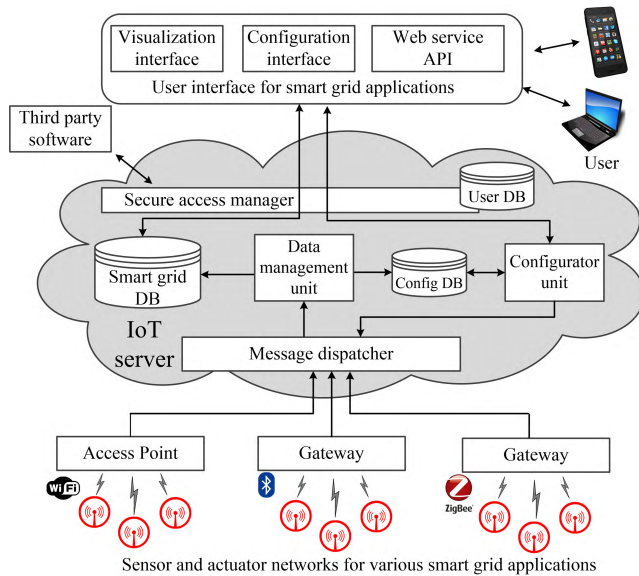 Visualization
interface
Configuration
interface
Web service
API
User interface for smart grid applications
Third party
software
User
Secure access manager
User DB
Smart grid
DB
Data
management
unit
Config DB
Configurator
unit
IoT
server
Message dispatcher
Access Point
Gateway
Gateway
WiFi
ZigBee
Sensor and actuator networks for various smart grid applications